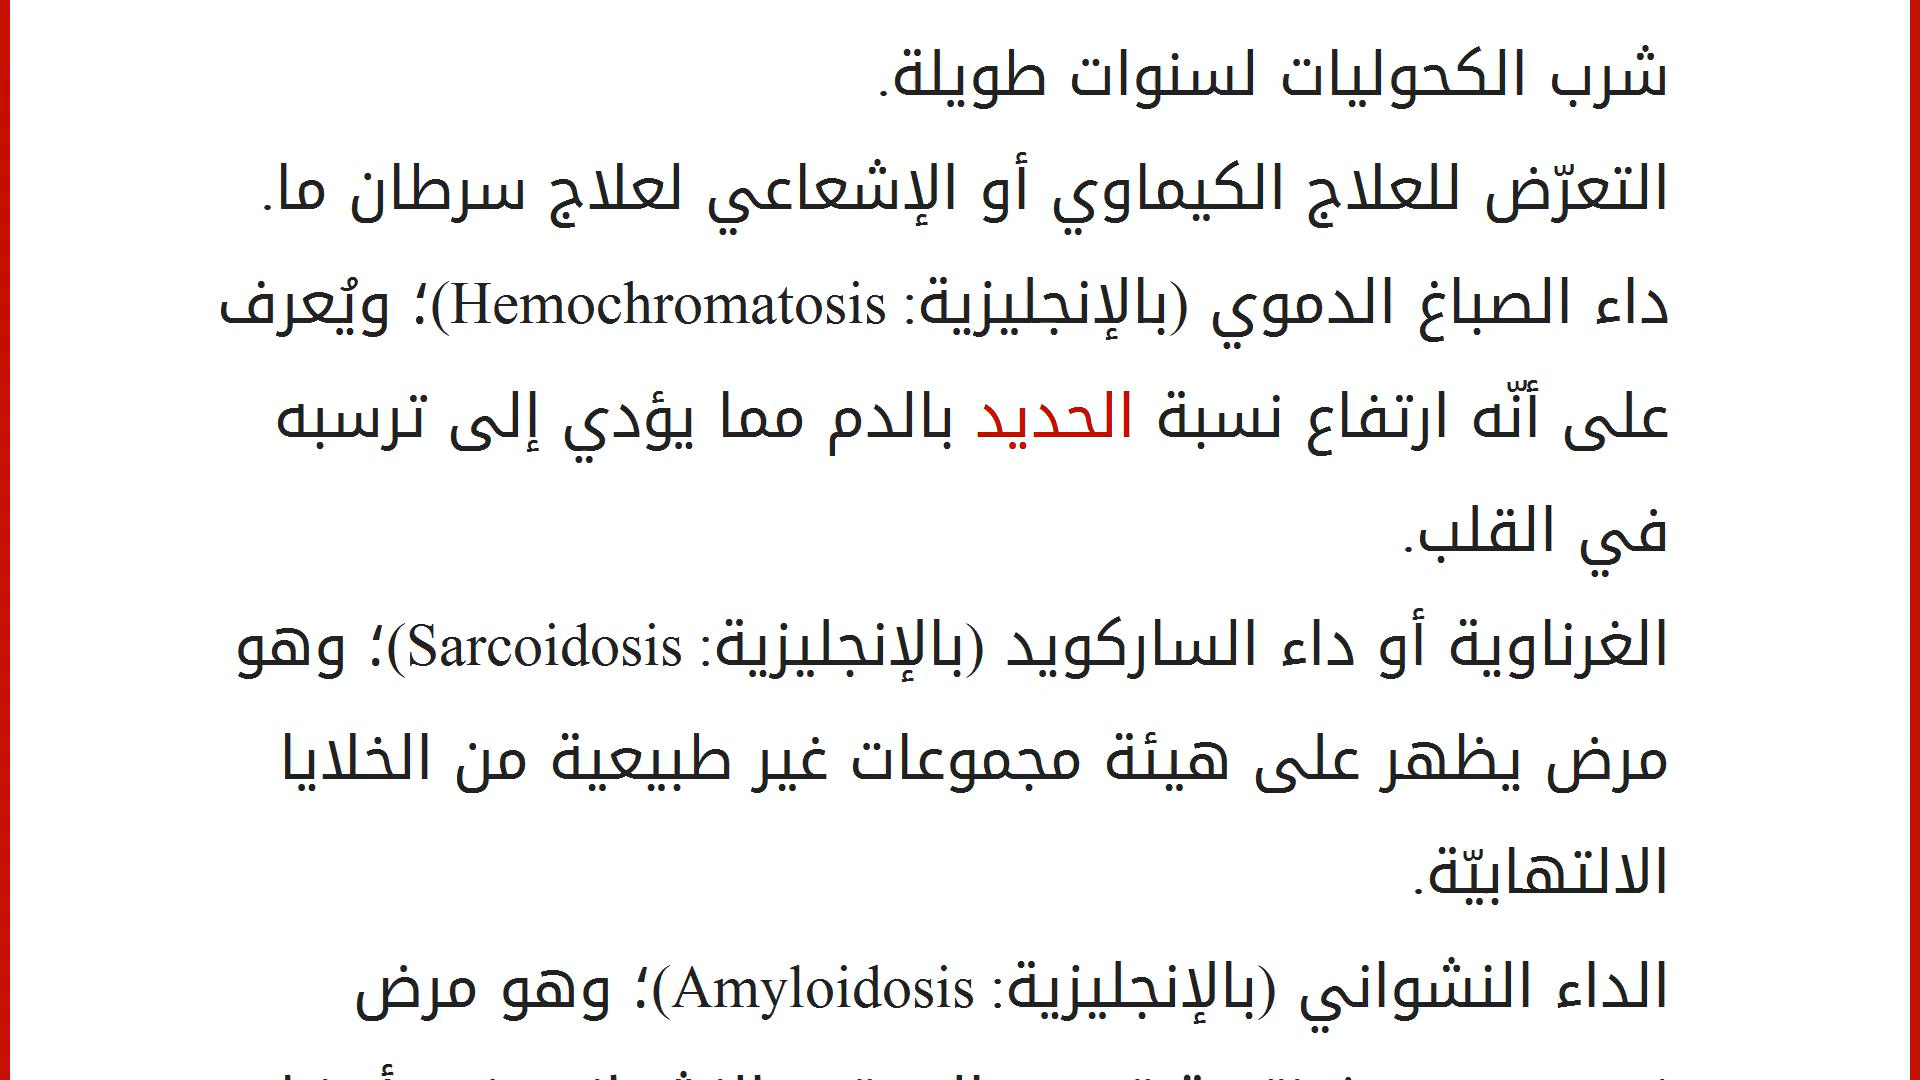 شرب الكحوليات لسنوات طويلة.
التعرّض للعلاج الكيماوي أو الإشعاعي لعلاج سرطان ما.
داء الصباغ الدموي (بالإنجليزية: Hemochromatosis)؛ ويُعرف
على أنّه ارتفاع نسبة الحديد بالدم مما يؤدي إلى ترسبه
في القلب.
الغرناوية أو داء الساركويد (بالإنجليزية: Sarcoidosis)؛ وهو
مرض يظهر على هيئة مجموعات غير طبيعية من الخلايا
الالتهابيّة.
الداء النشواني (بالإنجليزية: Amyloidosis)؛ وهو مرض